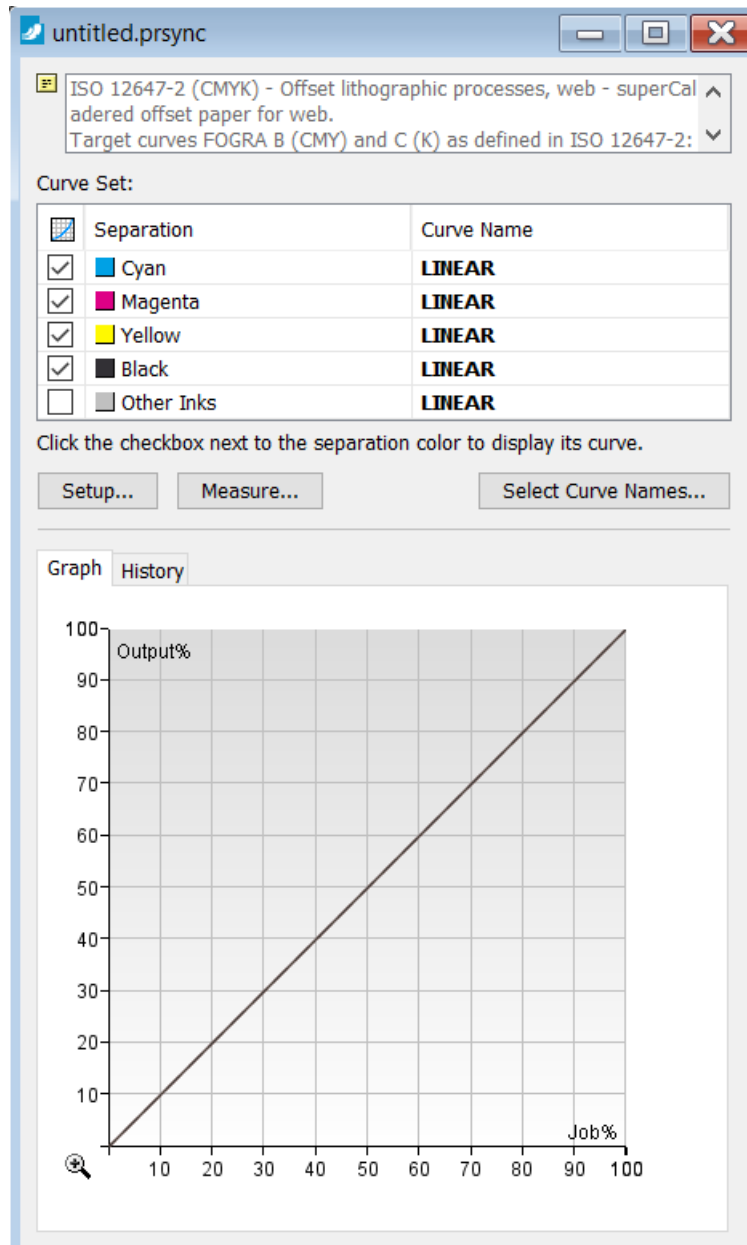 untitled.prsync
ISO 12647-2 (CMYK) - Offset lithographic processes, web - superCal
adered offset paper for web.
Target curves FOGRA B (CMY) and C (K) as defined in ISO 12647-2:
Curve Set:
Separation Curve Name
Cyan LINEAR
Magenta LINEAR
Yellow LINEAR
Black LINEAR
Other Inks LINEAR
Click the checkbox next to the separation color to display its curve.
Setup... Measure... Select Curve Names...
Graph History
100
Output%
90
80
70
60
50
40
30
20
10
Job%
10 20 30 40 50 60 70 80 90 100